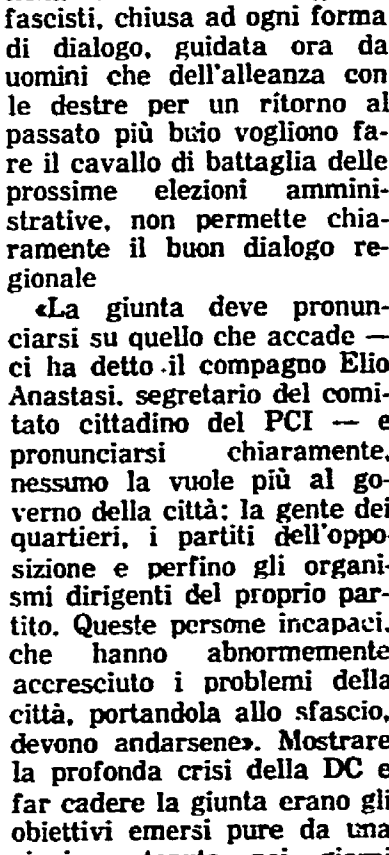 fascisti, chiusa ad ogni forma
di dialogo, guidata ora da
uomini che dell'alleanza con
le destre per un ritorno al
passato più buio vogliono fa-
re il cavallo di battaglia delle
prossime elezioni ammini-
strative, non permette chia-
ramente il buon dialogo re-
gionale
«La giunta deve pronun-
ciarsi su quello che accade —
ci ha detto il compagno Elio
Anastasi, segretario del comi-
tato cittadino del PCI — e
pronunciarsi chiaramente,
nessuno la vuole più al go-
verno della città: la gente dei
quartieri, i partiti dell'oppo-
sizione e perfino gli organi-
smi dirigenti del proprio par-
tito. Queste persone incapaci,
che hanno abnormemente
accresciuto i problemi della
città, portandola allo sfascio,
devono andarsene». Mostrare
la profonda crisi della DC e
far cadere la giunta erano gli
obiettivi emersi pure da una